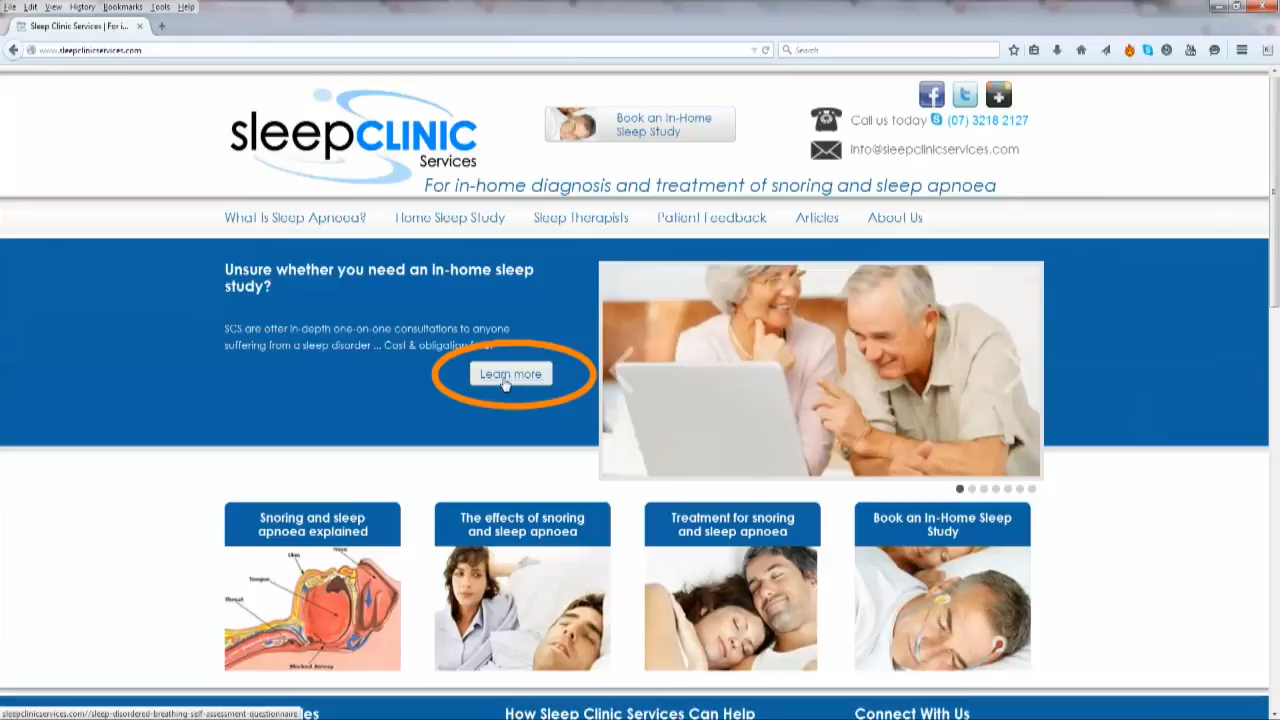 File Edit View History Bookmarks Tools Help
Sleep Clinic Services | For i...
www.sleepclinicservices.com
Search
sleepCLINIC
Services
Book an In-Home
Sleep Study
Call us today (07) 3218 2127
info@sleepclinicservices.com
For in-home diagnosis and treatment of snoring and sleep apnoea
What Is Sleep Apnoea? Home Sleep Study Sleep Therapists Patient Feedback Articles About Us
Unsure whether you need an in-home sleep
study?
SCS are offer in-depth one-on-one consultations to anyone
suffering from a sleep disorder ... Cost & obligation
Learn more
Snoring and sleep
apnoea explained
The effects of snoring
and sleep apnoea
Treatment for snoring
and sleep apnoea
Book an In-Home Sleep
Study
Nose
Tongue
Throat
Blocked Airway
How Sleep Clinic Services Can Help
Connect With Us
sleepclinicservices.com//sleep-disordered-breathing-self-assessment-questionnaire